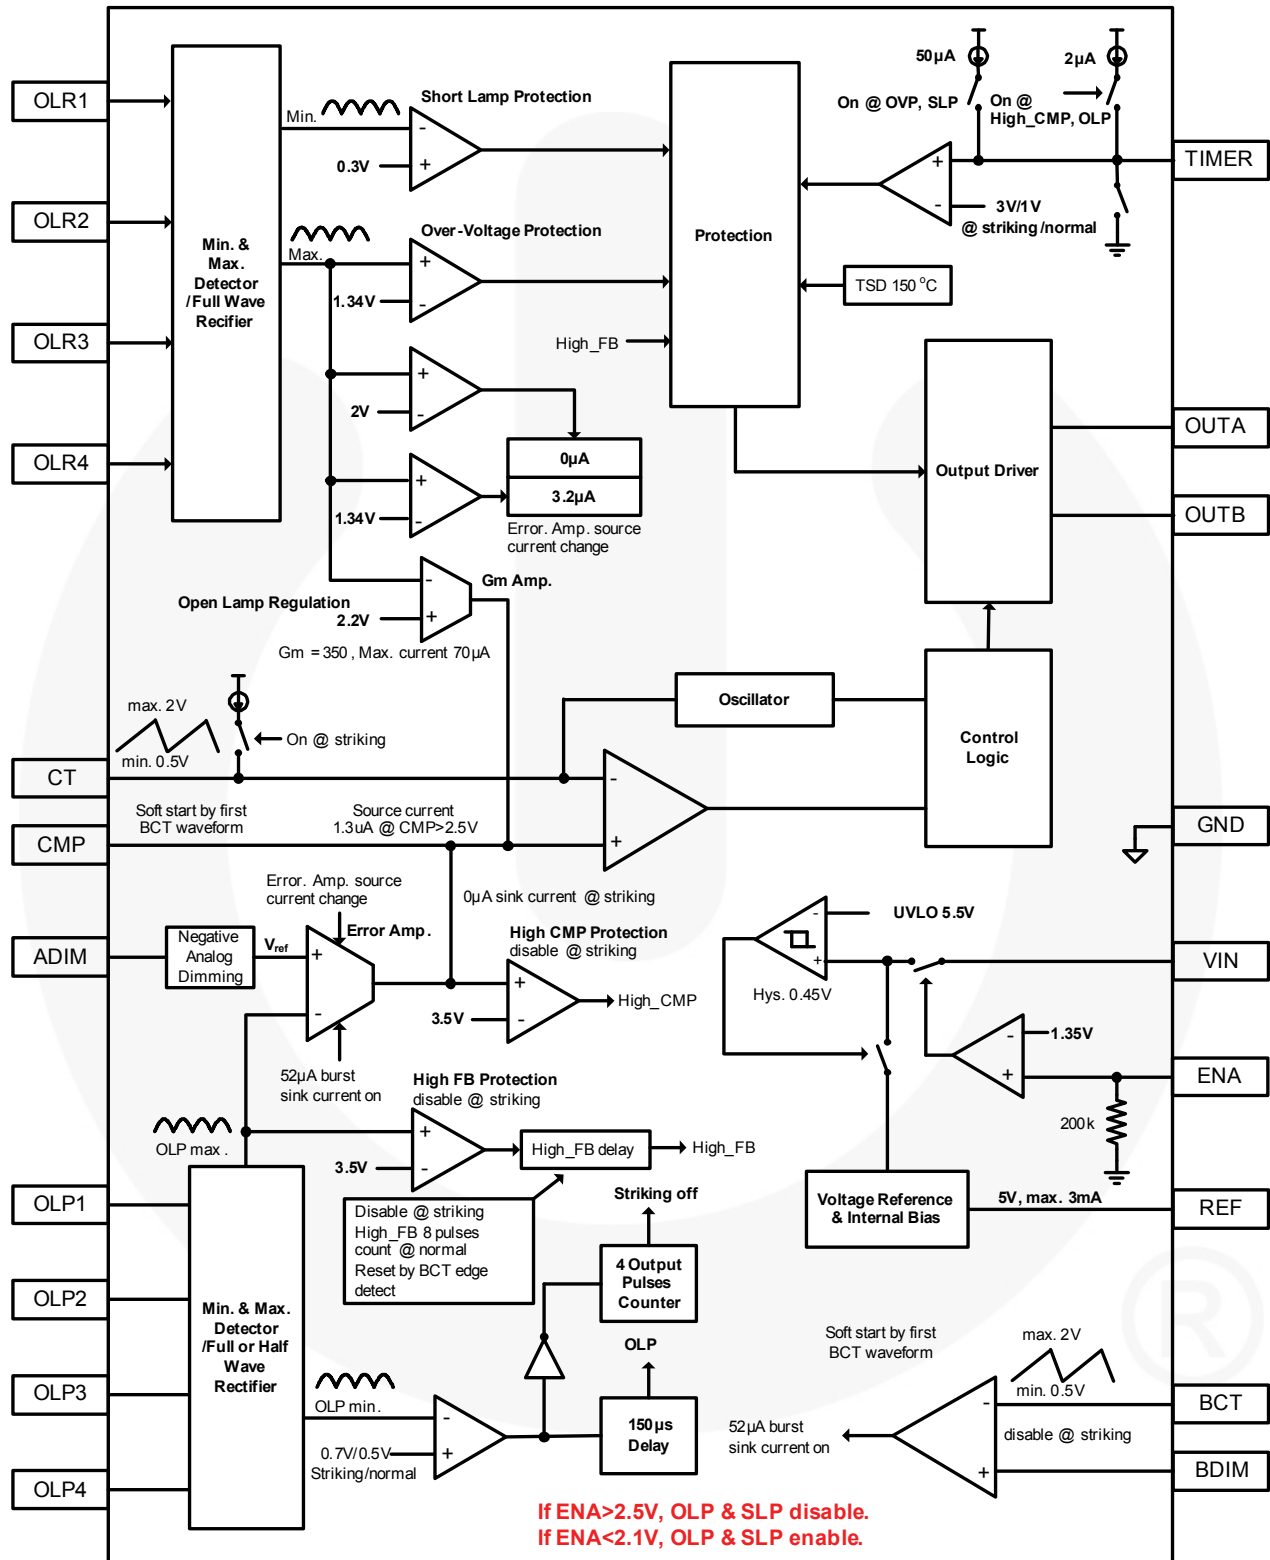 OLR1
OLR2
OLR3
OLR4
Min. &
Max.
Detector
/Full Wave
Recifier
Min.
Short Lamp Protection
-
+
0.3V
Max.
Over-Voltage Protection
+
-
1.34V
+
-
2V
+
-
1.34V
0µA
3.2µA
Error. Amp. source
current change
Gm Amp.
Open Lamp Regulation
-
+
2.2V
Gm = 350 , Max. current 70µA
Protection
High_FB
50µA
2µA
On @ OVP, SLP
On @
High_CMP, OLP
TIMER
+
-
3V/1V
@ striking/normal
TSD 150 °C
Output Driver
OUTA
OUTB
Oscillator
Control
Logic
max. 2V
min. 0.5V
On @ striking
CT
-
+
Soft start by first
BCT waveform
Source current
1.3uA @ CMP>2.5V
CMP
GND
0µA sink current @ striking
Error. Amp. source
current change
ADIM
Negative
Analog
Dimming
Vref
Error Amp.
+
-
52µA burst
sink current on
High CMP Protection
disable @ striking
+
-
3.5V
High_CMP
UVLO 5.5V
-
+
Hys. 0.45V
VIN
-
+
1.35V
ENA
200k
Voltage Reference
& Internal Bias
5V, max. 3mA
REF
High FB Protection
disable @ striking
+
-
3.5V
High_FB delay
High_FB
OLP max.
Disable @ striking
High_FB 8 pulses
count @ normal
Reset by BCT edge
detect
Striking off
4 Output
Pulses
Counter
OLP1
OLP2
OLP3
OLP4
Min. & Max.
Detector
/Full or Half
Wave
Rectifier
OLP min.
-
+
0.7V/0.5V
Striking/normal
OLP
150µs
Delay
52µA burst
sink current on
Soft start by first
BCT waveform
max. 2V
min. 0.5V
-
+
disable @ striking
BCT
BDIM
®
If ENA>2.5V, OLP & SLP disable.
If ENA<2.1V, OLP & SLP enable.